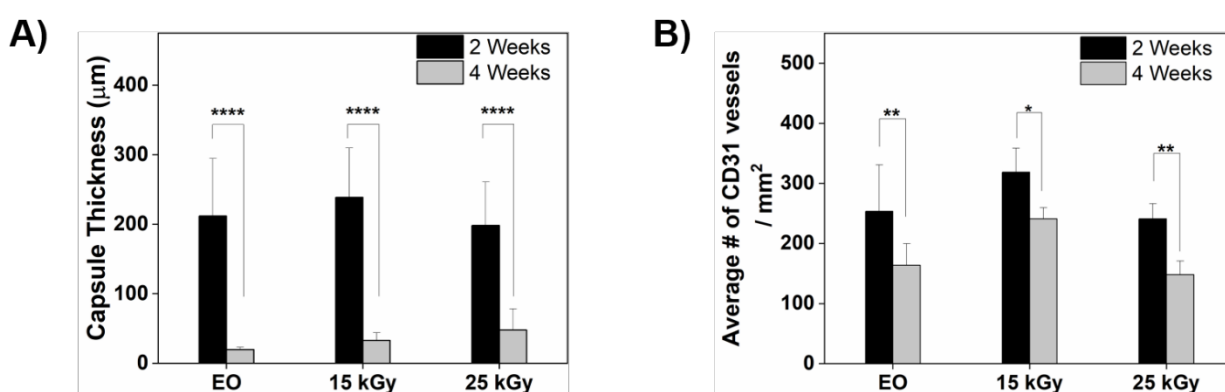 A)
Capsule Thickness (μm)
400
300
200
100
0
2 Weeks
4 Weeks
****
****
****
EO
15 kGy
25 kGy
B)
Average # of CD31 vessels
/ mm²
500
400
300
200
100
0
2 Weeks
4 Weeks
**
*
**
EO
15 kGy
25 kGy